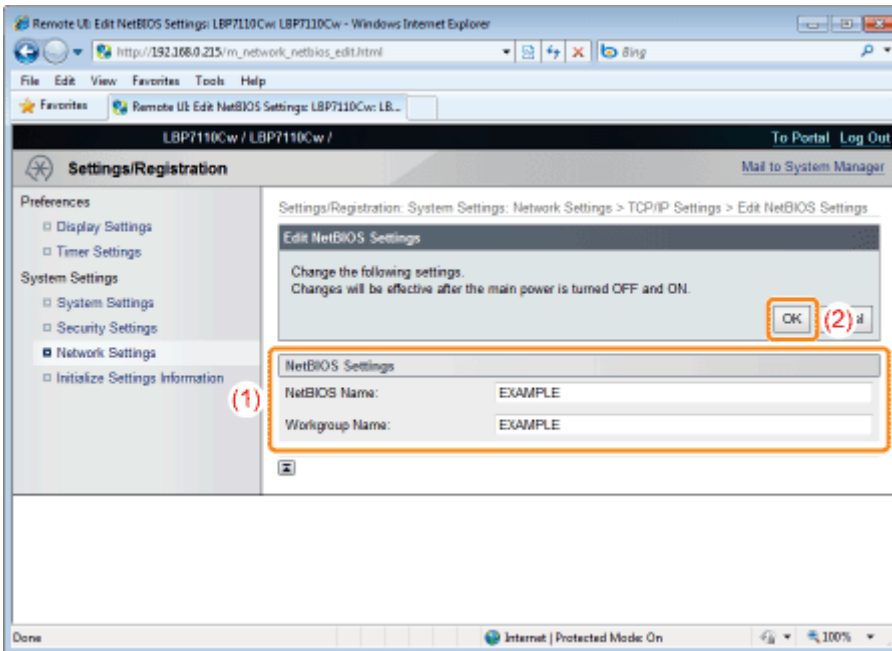 Remote UI: Edit NetBIOS Settings: LBP7110Cw: LBP7110Cw - Windows Internet Explorer
http://192.168.0.215/m_network_netbios_edit.html
Bing
File Edit View Favorites Tools Help
Favorites Remote UI: Edit NetBIOS Settings: LBP7110Cw: LB...
LBP7110Cw / LBP7110Cw / To Portal Log Out
Settings/Registration Mail to System Manager
Preferences
Display Settings
Timer Settings
System Settings
System Settings
Security Settings
Network Settings
Initialize Settings Information
Settings/Registration: System Settings: Network Settings > TCP/IP Settings > Edit NetBIOS Settings
Edit NetBIOS Settings
Change the following settings.
Changes will be effective after the main power is turned OFF and ON.
OK (2)
(1)
NetBIOS Settings
NetBIOS Name: EXAMPLE
Workgroup Name: EXAMPLE
Done Internet | Protected Mode: On 100%